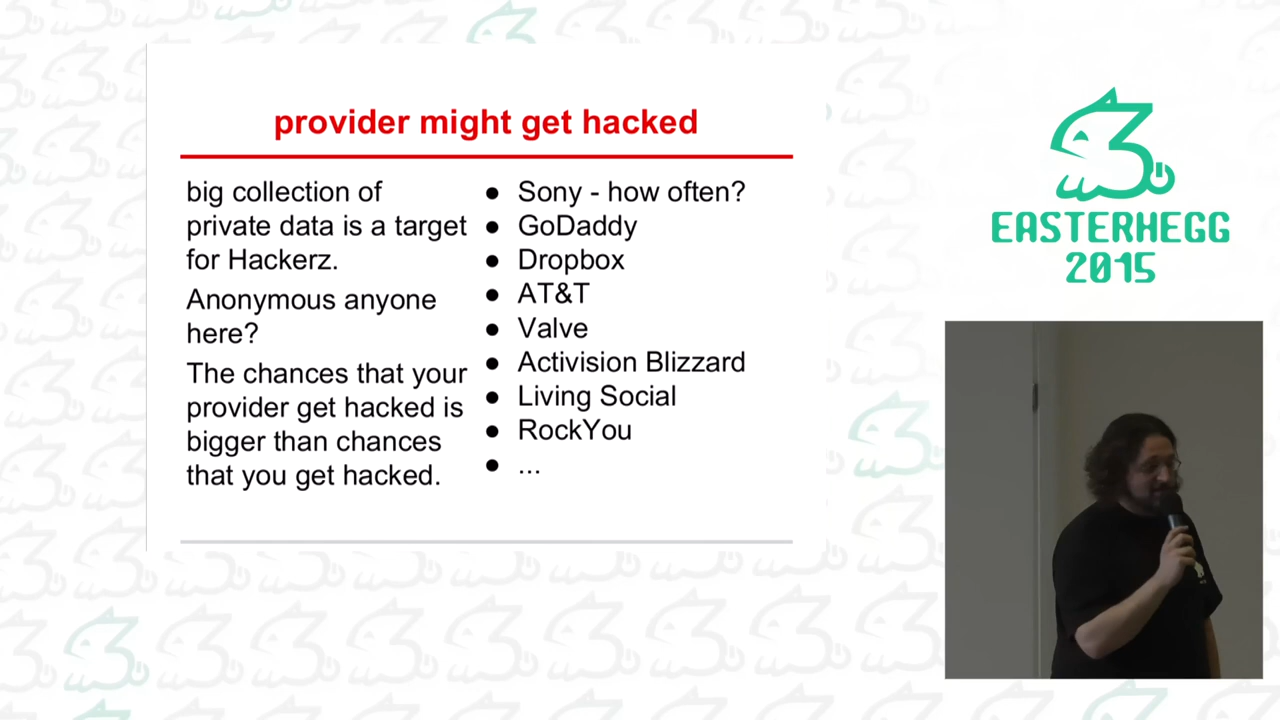 provider might get hacked
big collection of
private data is a target
for Hackerz.
Anonymous anyone
here?
The chances that your
provider get hacked is
bigger than chances
that you get hacked.
● Sony - how often?
● GoDaddy
● Dropbox
● AT&T
● Valve
● Activision Blizzard
● Living Social
● RockYou
● ...
EASTERHEGG
2015